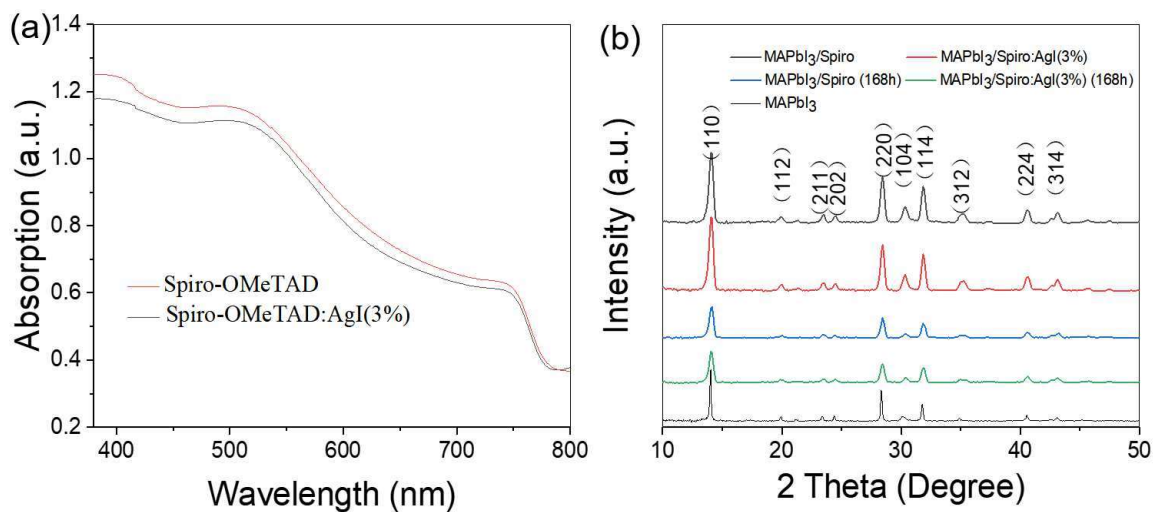 (a)
1.4
1.2
1.0
0.8
0.6
0.4
0.2
Absorption (a.u.)
Spiro-OMeTAD
Spiro-OMeTAD:AgI(3%)
400 500 600 700 800
Wavelength (nm)
(b)
MAPbI3/Spiro MAPbI3/Spiro:AgI(3%)
MAPbI3/Spiro (168h) MAPbI3/Spiro:AgI(3%) (168h)
MAPbI3
(110)
(112)
(211)
(202)
(220)
(104)
(114)
(312)
(224)
(314)
Intensity (a.u.)
10 20 30 40 50
2 Theta (Degree)